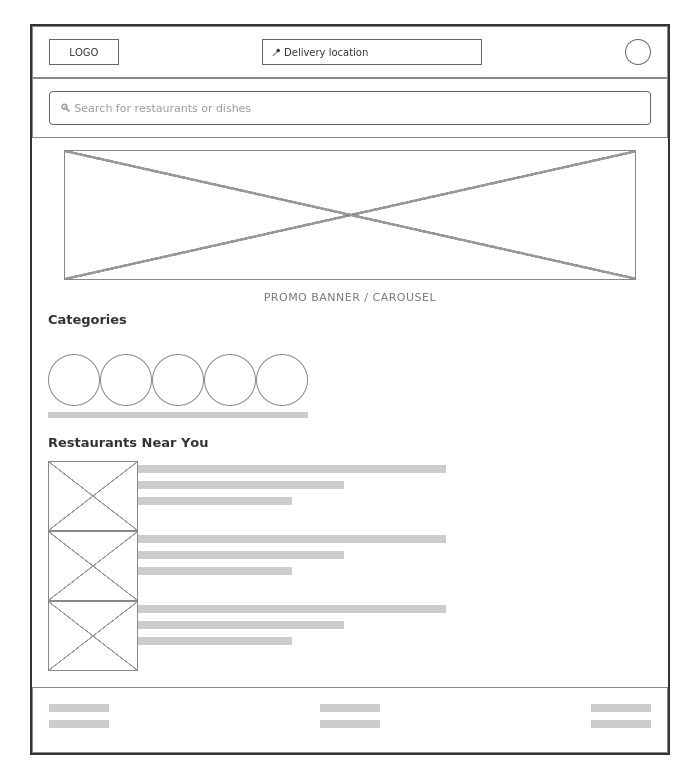 LOGO
📍 Delivery location
🔍 Search for restaurants or dishes
PROMO BANNER / CAROUSEL
Categories
Restaurants Near You